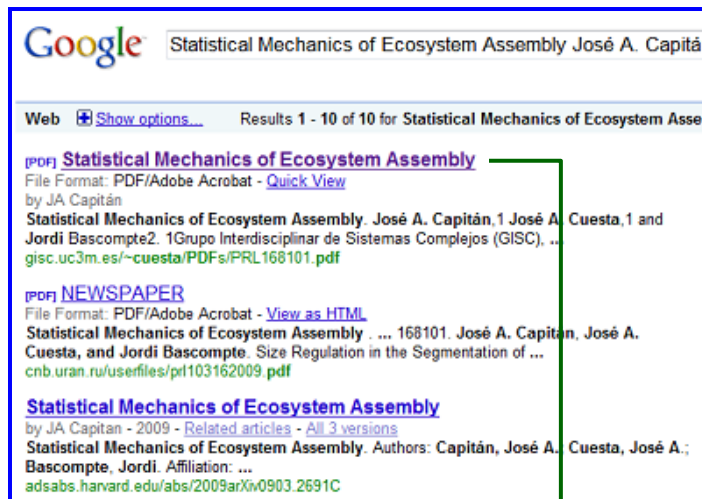 Google Statistical Mechanics of Ecosystem Assembly José A. Capitá
Web Show options... Results 1 - 10 of 10 for Statistical Mechanics of Ecosystem Asse
[PDF] Statistical Mechanics of Ecosystem Assembly
File Format: PDF/Adobe Acrobat - Quick View
by JA Capitán
Statistical Mechanics of Ecosystem Assembly. José A. Capitán,1 José A. Cuesta,1 and
Jordi Bascompte2. 1Grupo Interdisciplinar de Sistemas Complejos (GISC), ...
gisc.uc3m.es/~cuesta/PDFs/PRL168101.pdf
[PDF] NEWSPAPER
File Format: PDF/Adobe Acrobat - View as HTML
Statistical Mechanics of Ecosystem Assembly . ... 168101. José A. Capitan, José A.
Cuesta, and Jordi Bascompte. Size Regulation in the Segmentation of ...
cnb.uran.ru/userfiles/prl103162009.pdf
Statistical Mechanics of Ecosystem Assembly
by JA Capitan - 2009 - Related articles - All 3 versions
Statistical Mechanics of Ecosystem Assembly. Authors: Capitán, José A.; Cuesta, José A.;
Bascompte, Jordi. Affiliation: ...
adsabs.harvard.edu/abs/2009arXiv0903.2691C